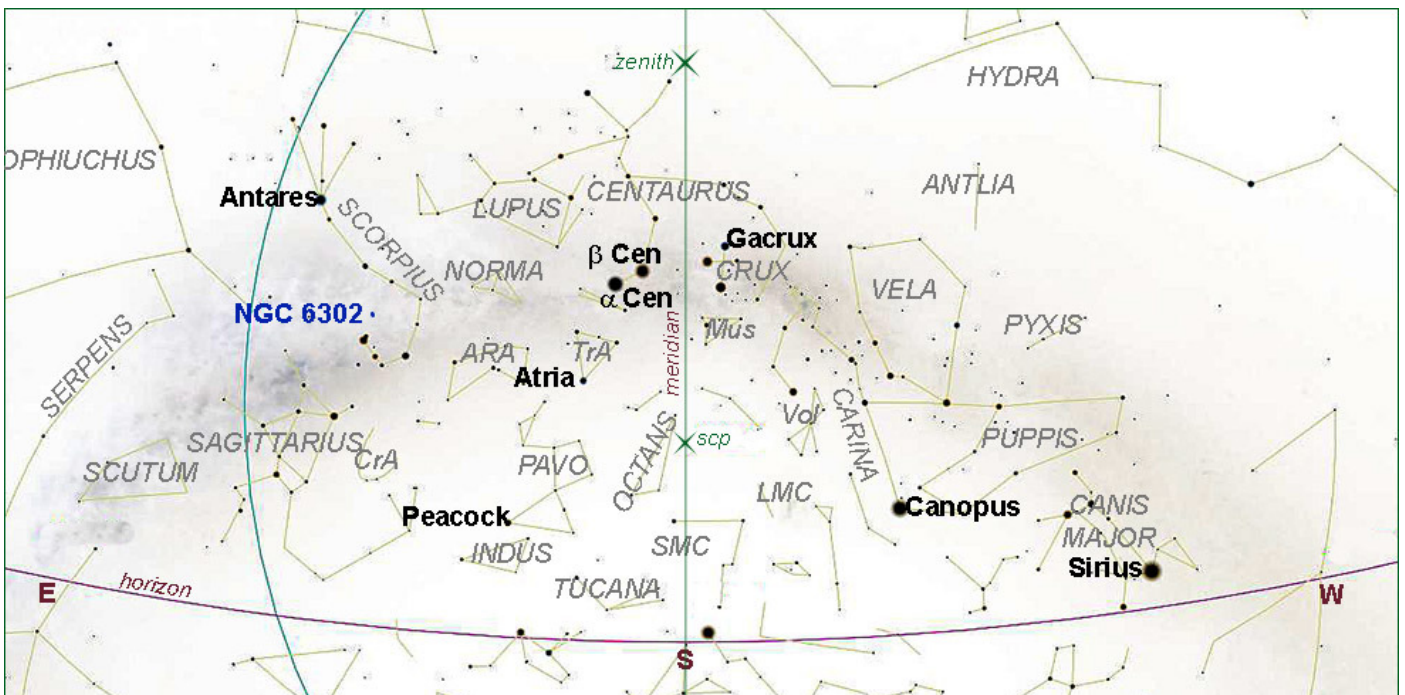 zenith
HYDRA
OPHIUCHUS
ANTLIA
CENTAURUS
Antares
LUPUS
SCORPIUS
Gacrux
β Cen
NORMA
CRUX
VELA
α Cen
NGC 6302
PYXIS
Mus
meridian
SERPENS
ARA
TrA
Atria
Vol
CARINA
scp
PUPPIS
SAGITTARIUS
CrA
PAVO
OCTANS
SCUTUM
LMC
Canopus
CANIS
MAJOR
Peacock
SMC
INDUS
Sirius
TUCANA
horizon
E
W
S